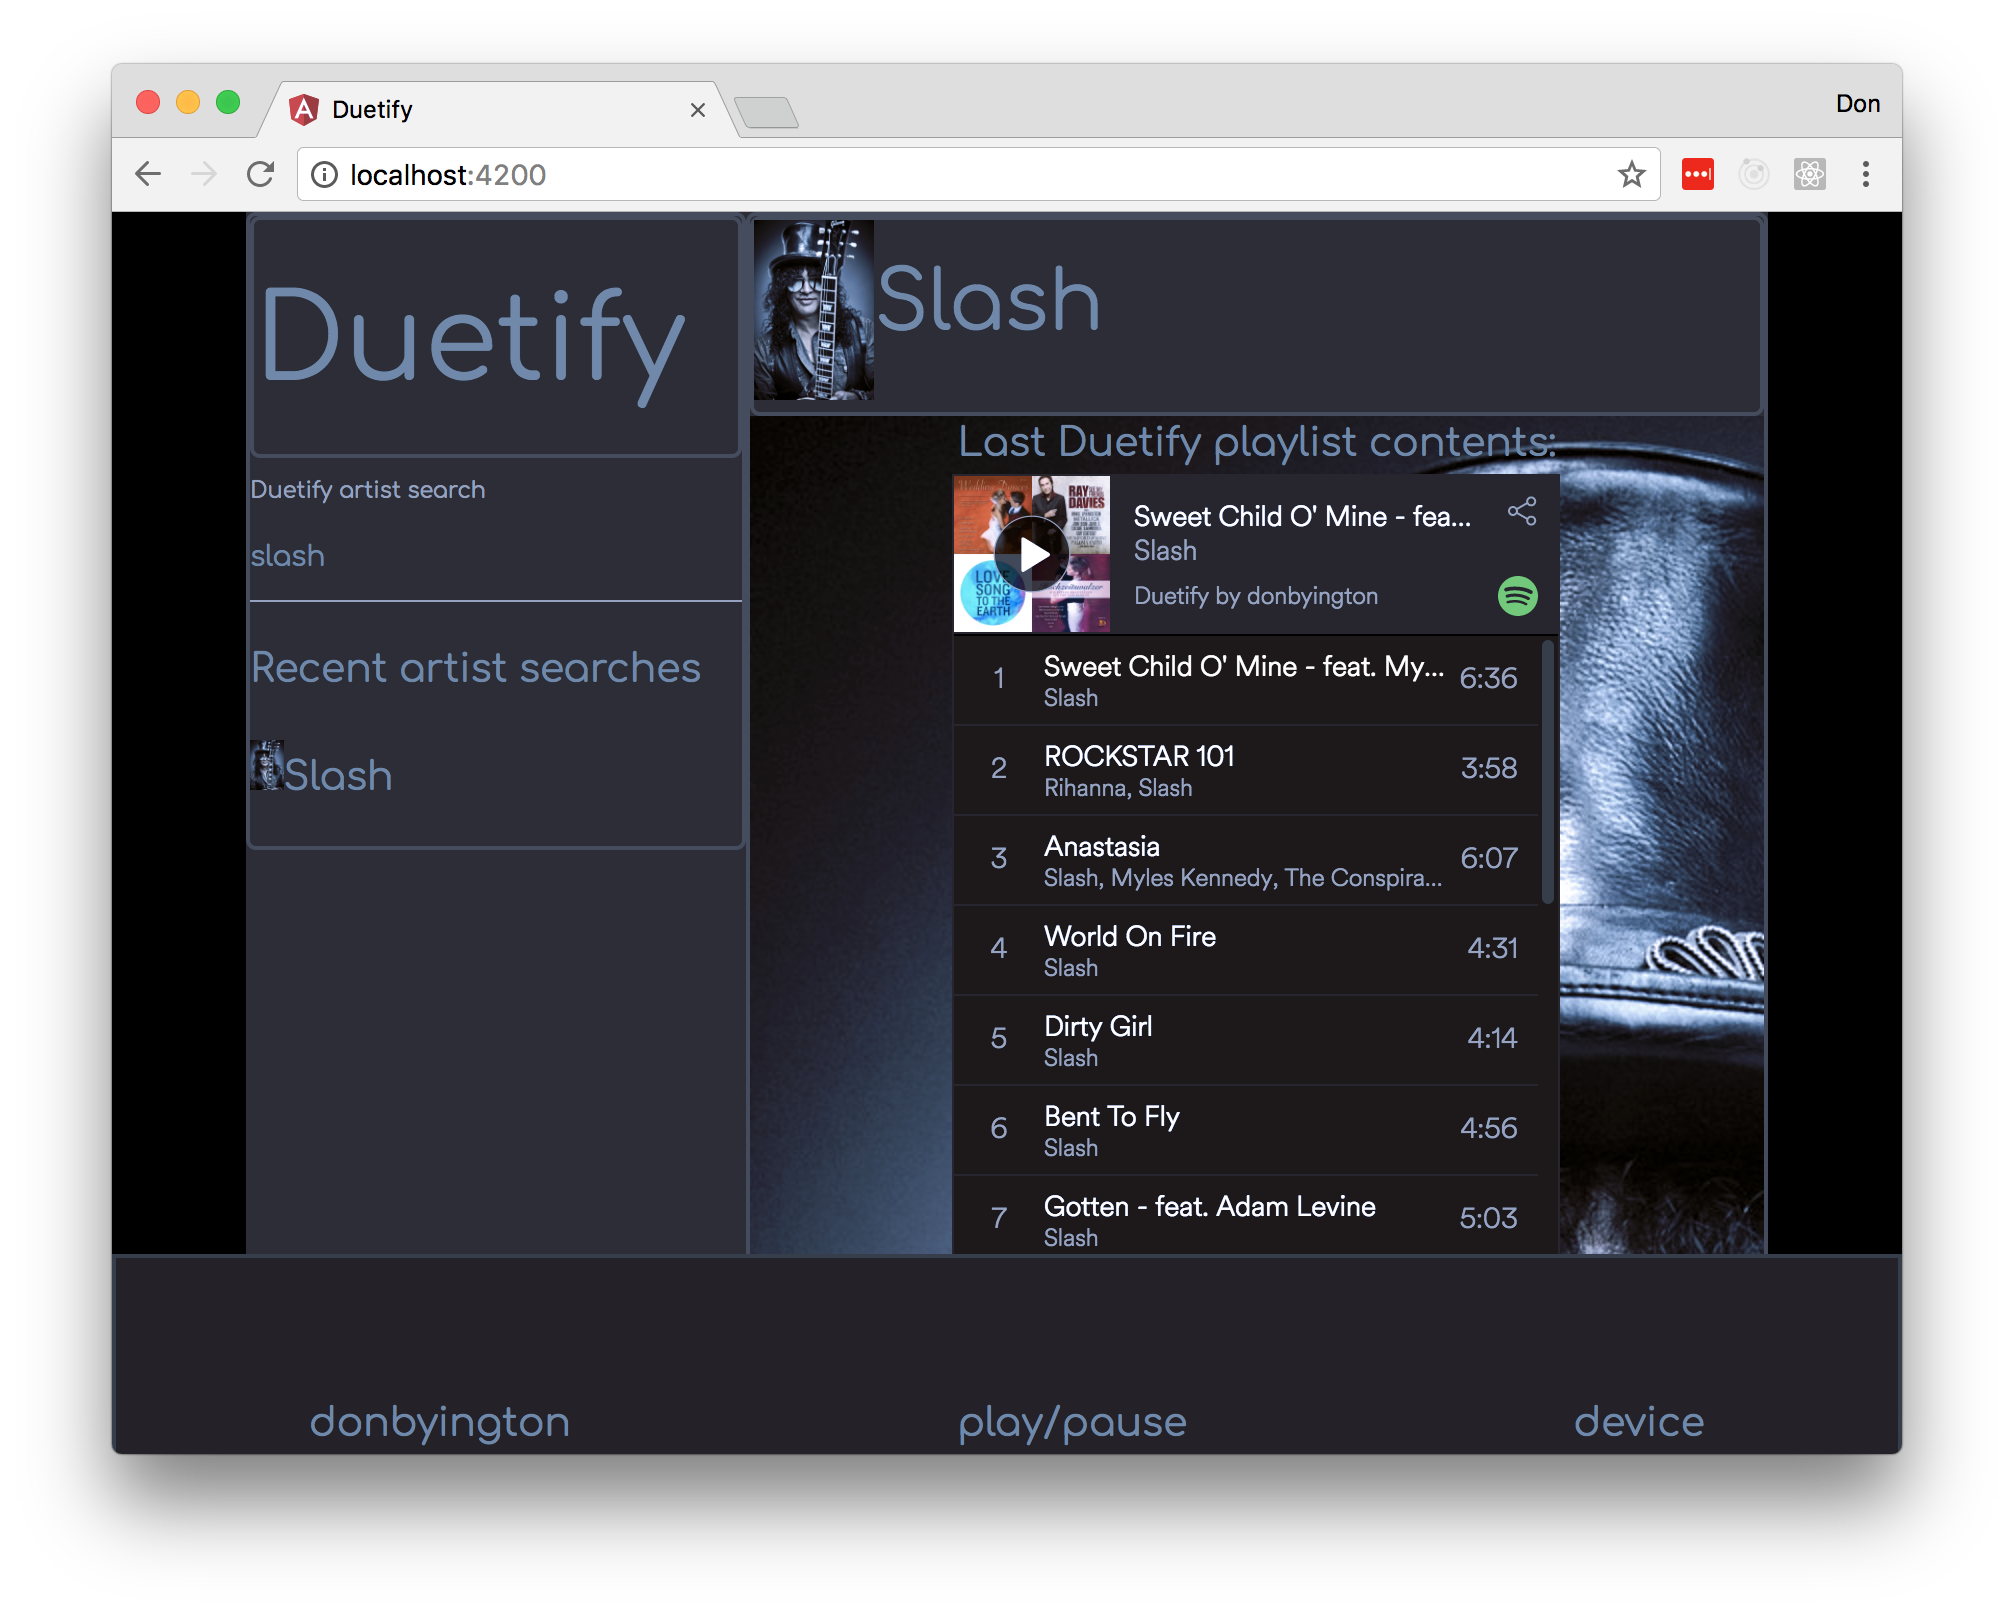 Duetify
Don
localhost:4200
Duetify
Duetify artist search
slash
Recent artist searches
Slash
Slash
Last Duetify playlist contents:
Wedding Dances
RAY
DAVIES
LOVE
SONG
TO THE
EARTH
Hochzeitswalzer
Sweet Child O' Mine - fea...
Slash
Duetify by donbyington
1 Sweet Child O' Mine - feat. My... 6:36
Slash
2 ROCKSTAR 101 3:58
Rihanna, Slash
3 Anastasia 6:07
Slash, Myles Kennedy, The Conspira...
4 World On Fire 4:31
Slash
5 Dirty Girl 4:14
Slash
6 Bent To Fly 4:56
Slash
7 Gotten - feat. Adam Levine 5:03
Slash
donbyington play/pause device